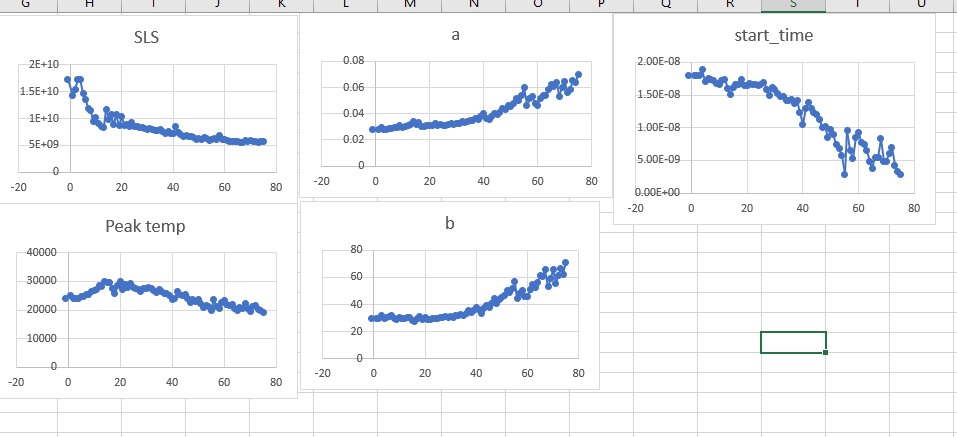 G H I J K L M N O P Q R S T U
SLS
2E+10
1.5E+10
1E+10
5E+09
0
-20 0 20 40 60 80
a
0.08
0.06
0.04
0.02
0
-20 0 20 40 60 80
start_time
2.00E-08
1.50E-08
1.00E-08
5.00E-09
0.00E+00
-20 0 20 40 60 80
Peak temp
40000
30000
20000
10000
0
-20 0 20 40 60 80
b
80
60
40
20
0
-20 0 20 40 60 80